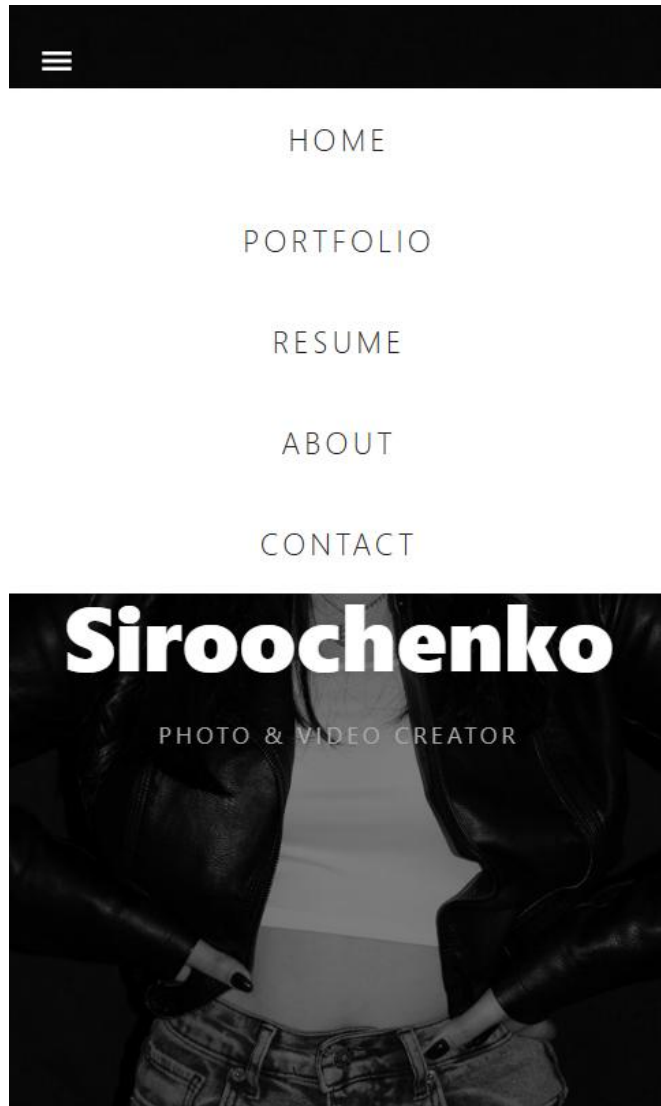 HOME
PORTFOLIO
RESUME
ABOUT
CONTACT
Siroochenko
PHOTO & VIDEO CREATOR